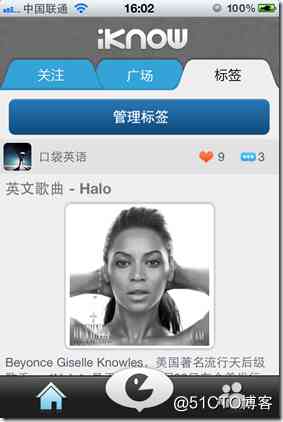 中国联通 16:02 100%
iKNOW
关注 广场 标签
管理标签
口袋英语 9 3
英文歌曲 - Halo
I AM
Beyonce Giselle Knowles，美国著名流行天后级
@51CTO博客